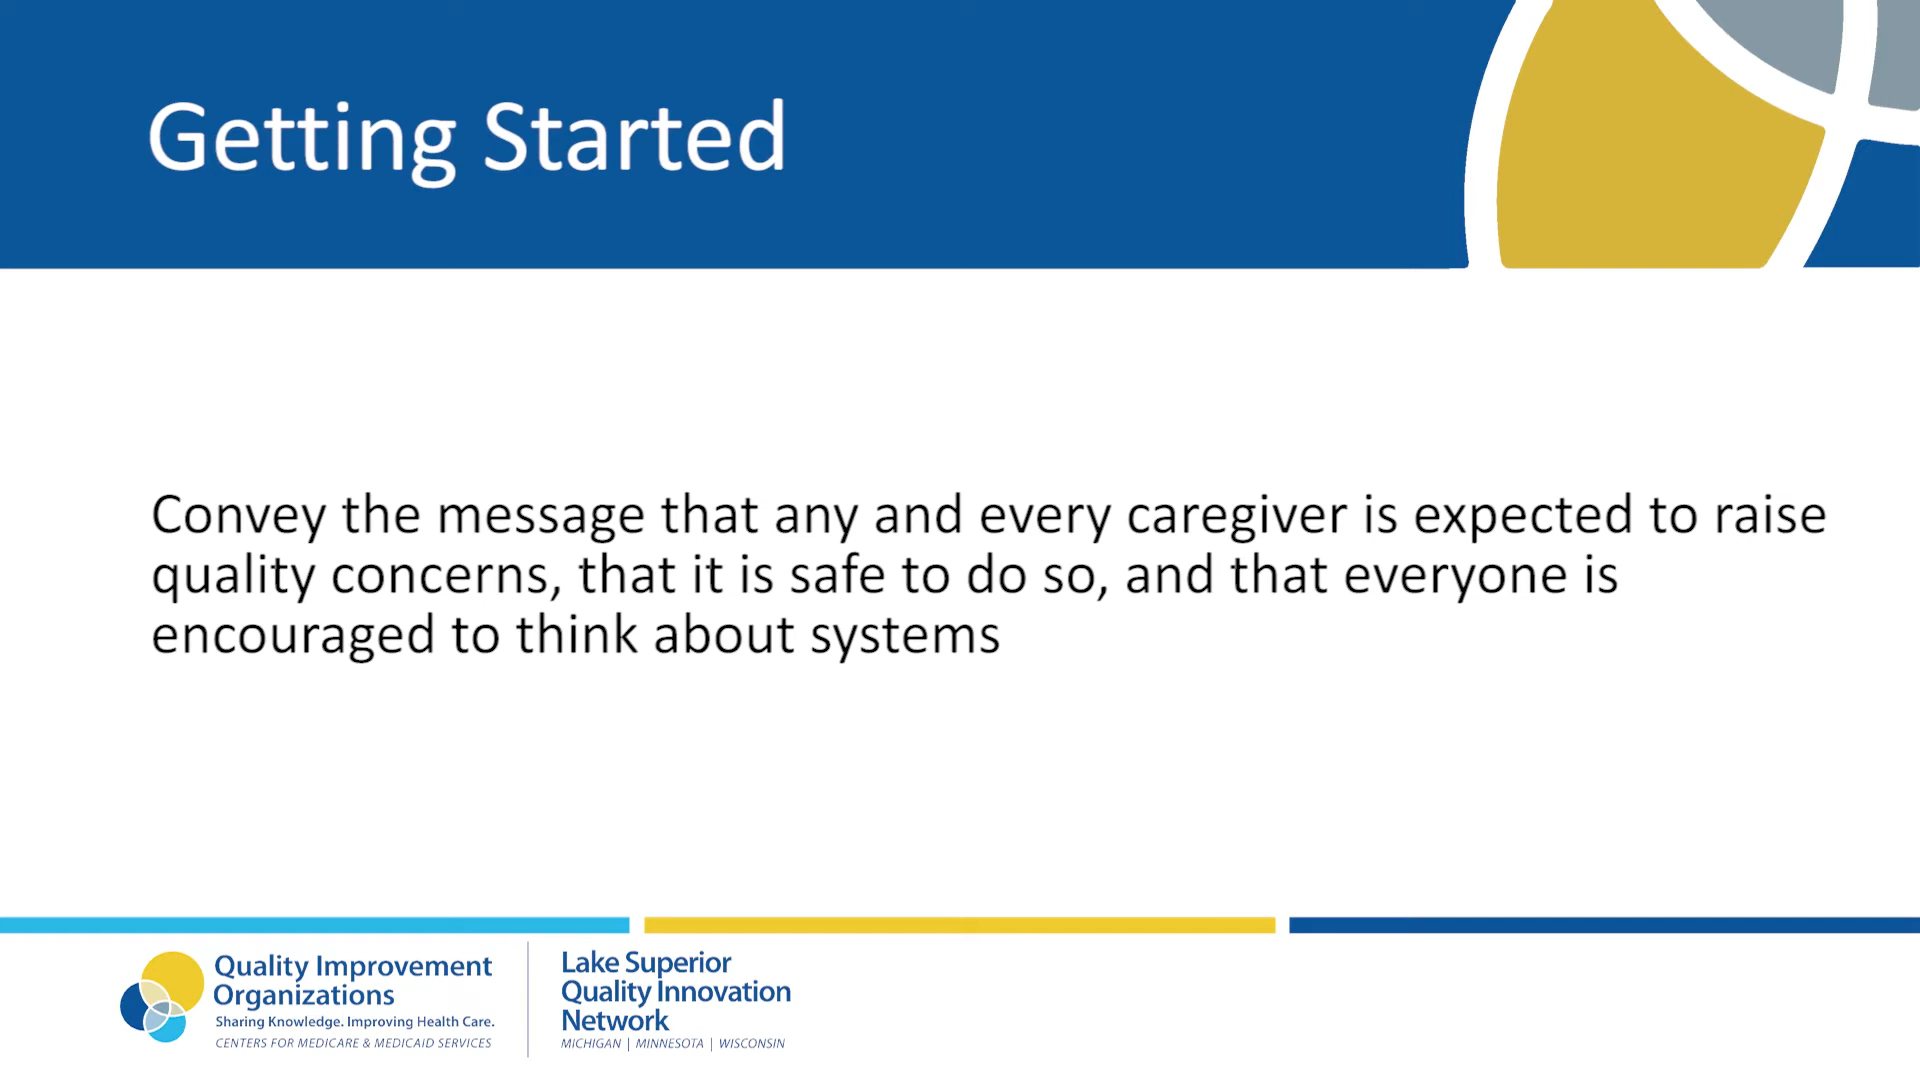 Getting Started
Convey the message that any and every caregiver is expected to raise
quality concerns, that it is safe to do so, and that everyone is
encouraged to think about systems
Quality Improvement
Organizations
Sharing Knowledge. Improving Health Care.
CENTERS FOR MEDICARE & MEDICAID SERVICES
Lake Superior
Quality Innovation
Network
MICHIGAN | MINNESOTA | WISCONSIN